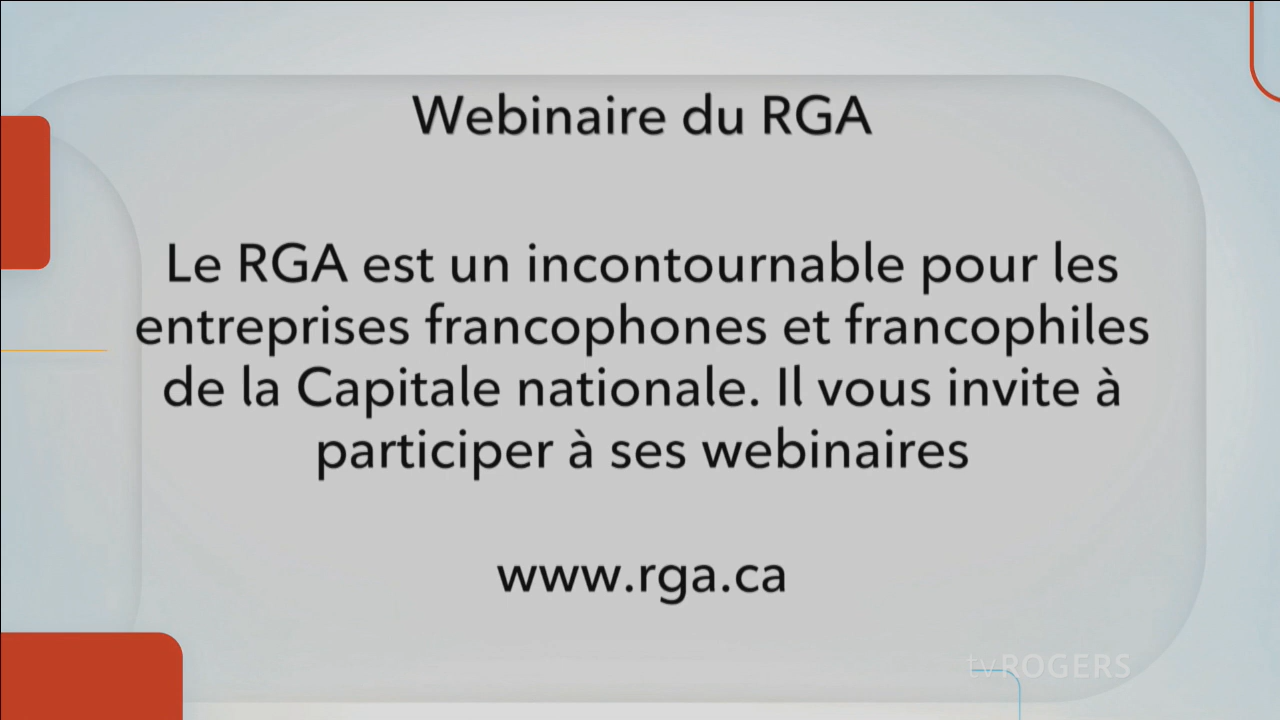 Webinaire du RGA
Le RGA est un incontournable pour les
entreprises francophones et francophiles
de la Capitale nationale. Il vous invite à
participer à ses webinaires
www.rga.ca
tvROGERS